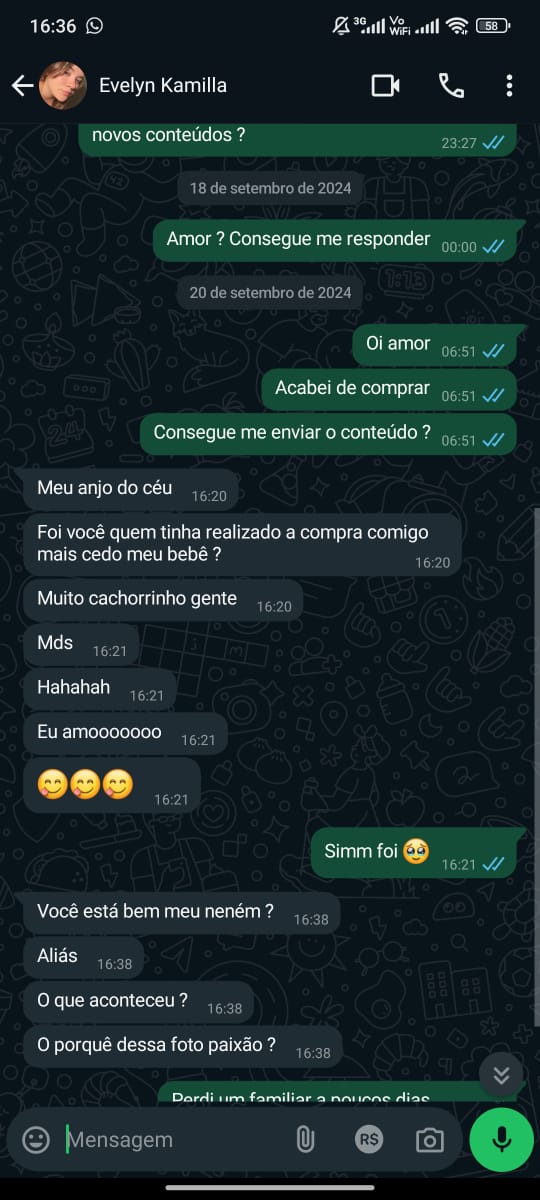 16:36
3G
Vo
WiFi
58
Evelyn Kamilla
novos conteúdos ?
23:27
18 de setembro de 2024
Amor ? Consegue me responder
00:00
20 de setembro de 2024
Oi amor
06:51
Acabei de comprar
06:51
Consegue me enviar o conteúdo ?
06:51
Meu anjo do céu
16:20
Foi você quem tinha realizado a compra comigo
mais cedo meu bebê ?
16:20
Muito cachorrinho gente
16:20
Mds
16:21
Hahahah
16:21
Eu amooooooo
16:21
😋😋😋
16:21
Simm foi 🥹
16:21
Você está bem meu neném ?
16:38
Aliás
16:38
O que aconteceu ?
16:38
O porquê dessa foto paixão ?
16:38
Perdi um familiar a poucos dias
Mensagem
R$